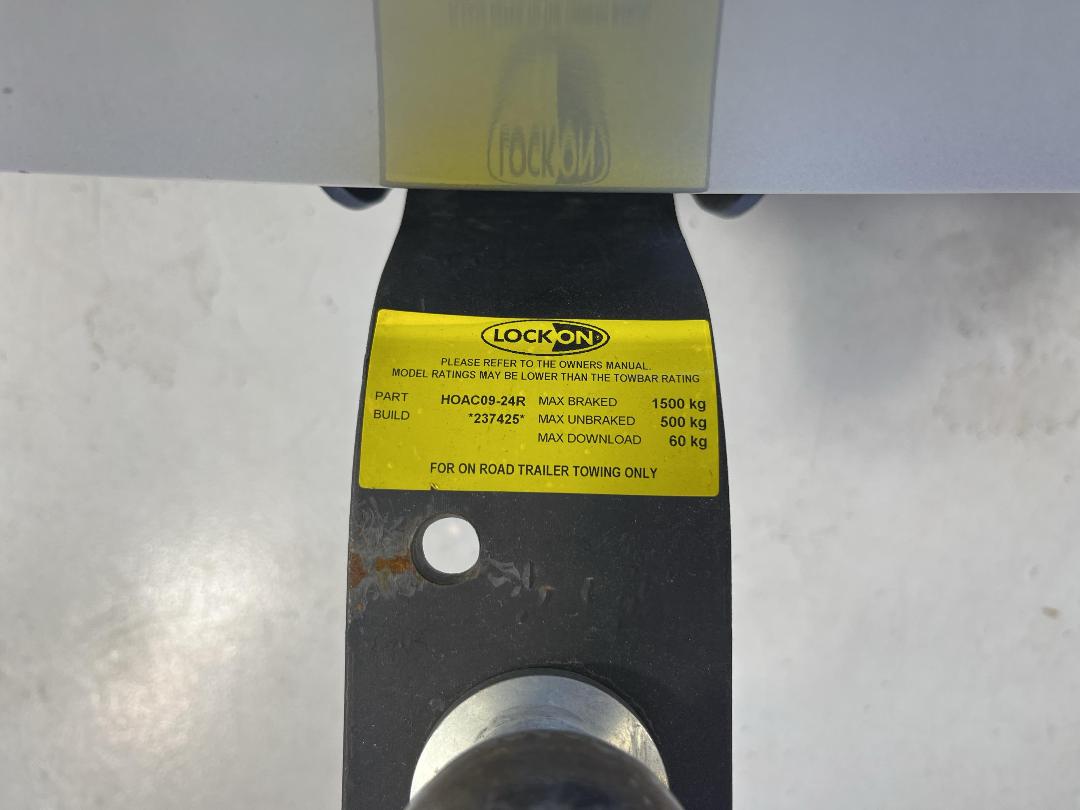 LOCKON
PLEASE REFER TO THE OWNERS MANUAL.
MODEL RATINGS MAY BE LOWER THAN THE TOWBAR RATING
PART HOAC09-24R MAX BRAKED 1500 kg
BUILD *237425* MAX UNBRAKED 500 kg
MAX DOWNLOAD 60 kg
FOR ON ROAD TRAILER TOWING ONLY